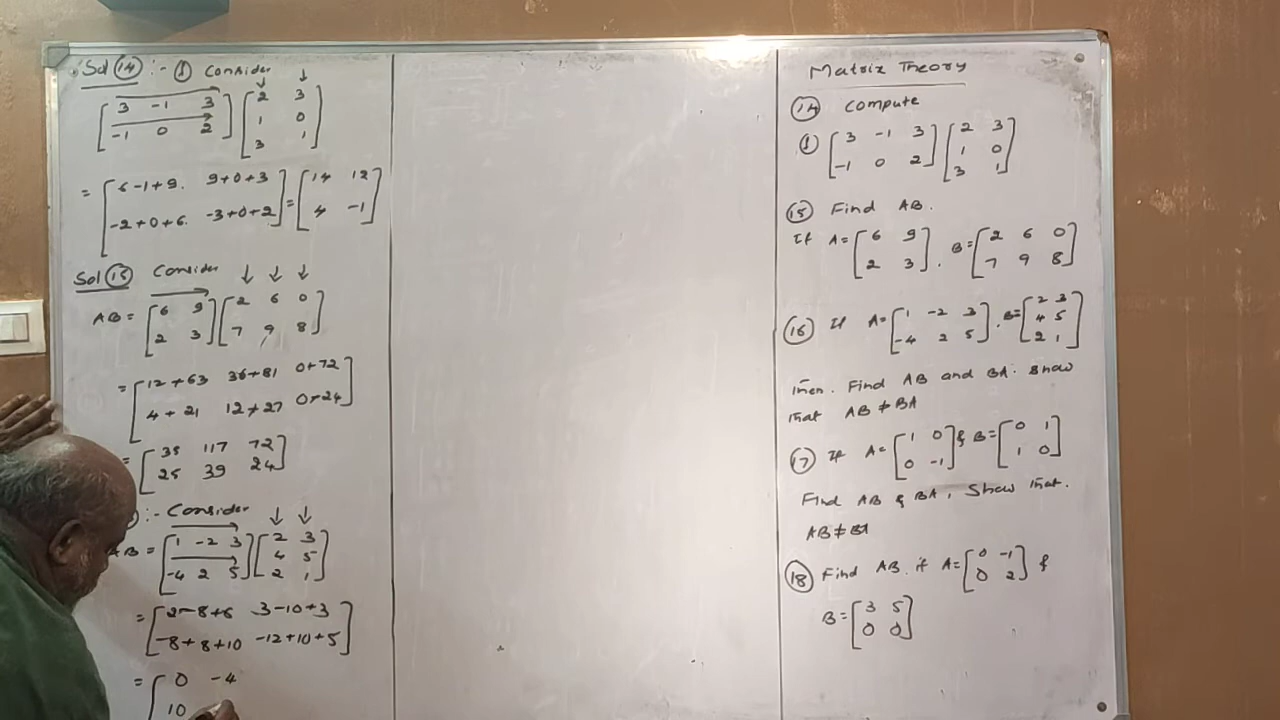 Sol 14 :- ① Consider
[3 -1 3; -1 0 2] [2 3; 1 0; 3 1]
= [6-1+9. 9+0+3; -2+0+6. -3+0+2] = [14 12; 4 -1]
Sol 15 Consider
AB = [6 9; 2 3] [2 6 0; 7 9 8]
= [12+63 36+81 0+72; 4+21 12+27 0+24]
= [35 117 72; 25 39 24]
:- Consider
AB = [1 -2 3; -4 2 5] [2 3; 4 5; 2 1]
= [2-8+6 3-10+3; -8+8+10 -12+10+5]
= [0 -4; 10
Matrix Theory
14 Compute
① [3 -1 3; -1 0 2] [2 3; 1 0; 3 1]
15 Find AB.
If A= [6 9; 2 3]. B= [2 6 0; 7 9 8]
16 If A= [1 -2 3; -4 2 5]. B= [2 3; 4 5; 2 1]
Then. Find AB and BA. Show
that AB ≠ BA
17 If A= [1 0; 0 -1] & B= [0 1; 1 0]
Find AB & BA, Show that.
AB ≠ BA
18 Find AB. if A= [0 -1; 0 2] &
B= [3 5; 0 0]